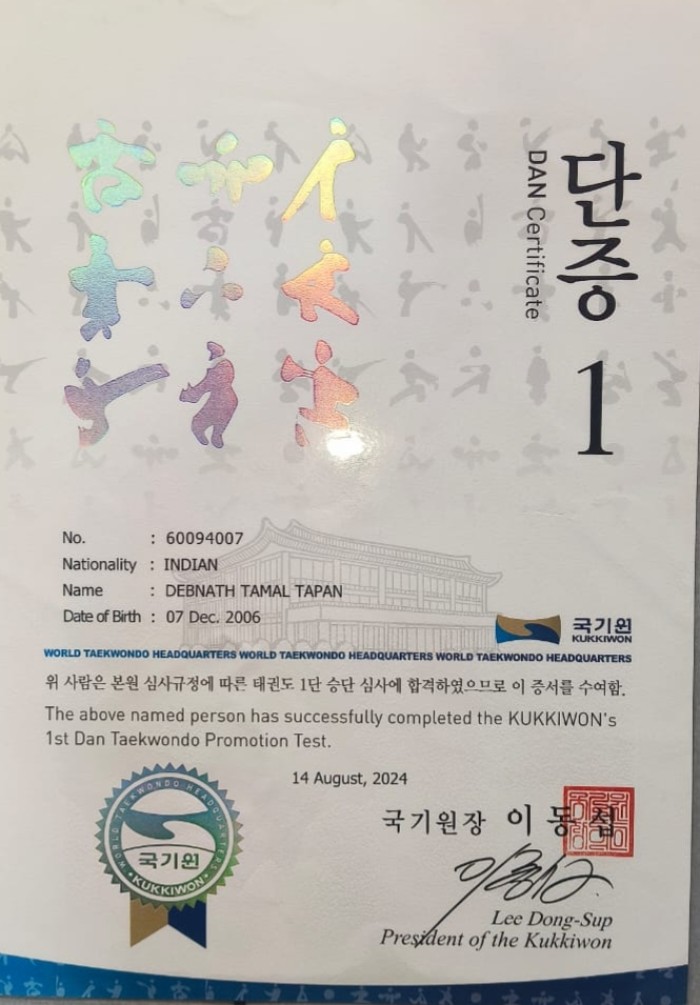 단증 1
DAN Certificate
No. : 60094007
Nationality : INDIAN
Name : DEBNATH TAMAL TAPAN
Date of Birth : 07 Dec. 2006
국기원
KUKKIWON
WORLD TAEKWONDO HEADQUARTERS WORLD TAEKWONDO HEADQUARTERS WORLD TAEKWONDO HEADQUARTERS
위 사람은 본원 심사규정에 따른 태권도 1단 승단 심사에 합격하였으므로 이 증서를 수여함.
The above named person has successfully completed the KUKKIWON's
1st Dan Taekwondo Promotion Test.
14 August, 2024
WORLD TAEKWONDO HEADQUARTERS
국기원
KUKKIWON
국기원장 이 동 섭
Lee Dong-Sup
President of the Kukkiwon